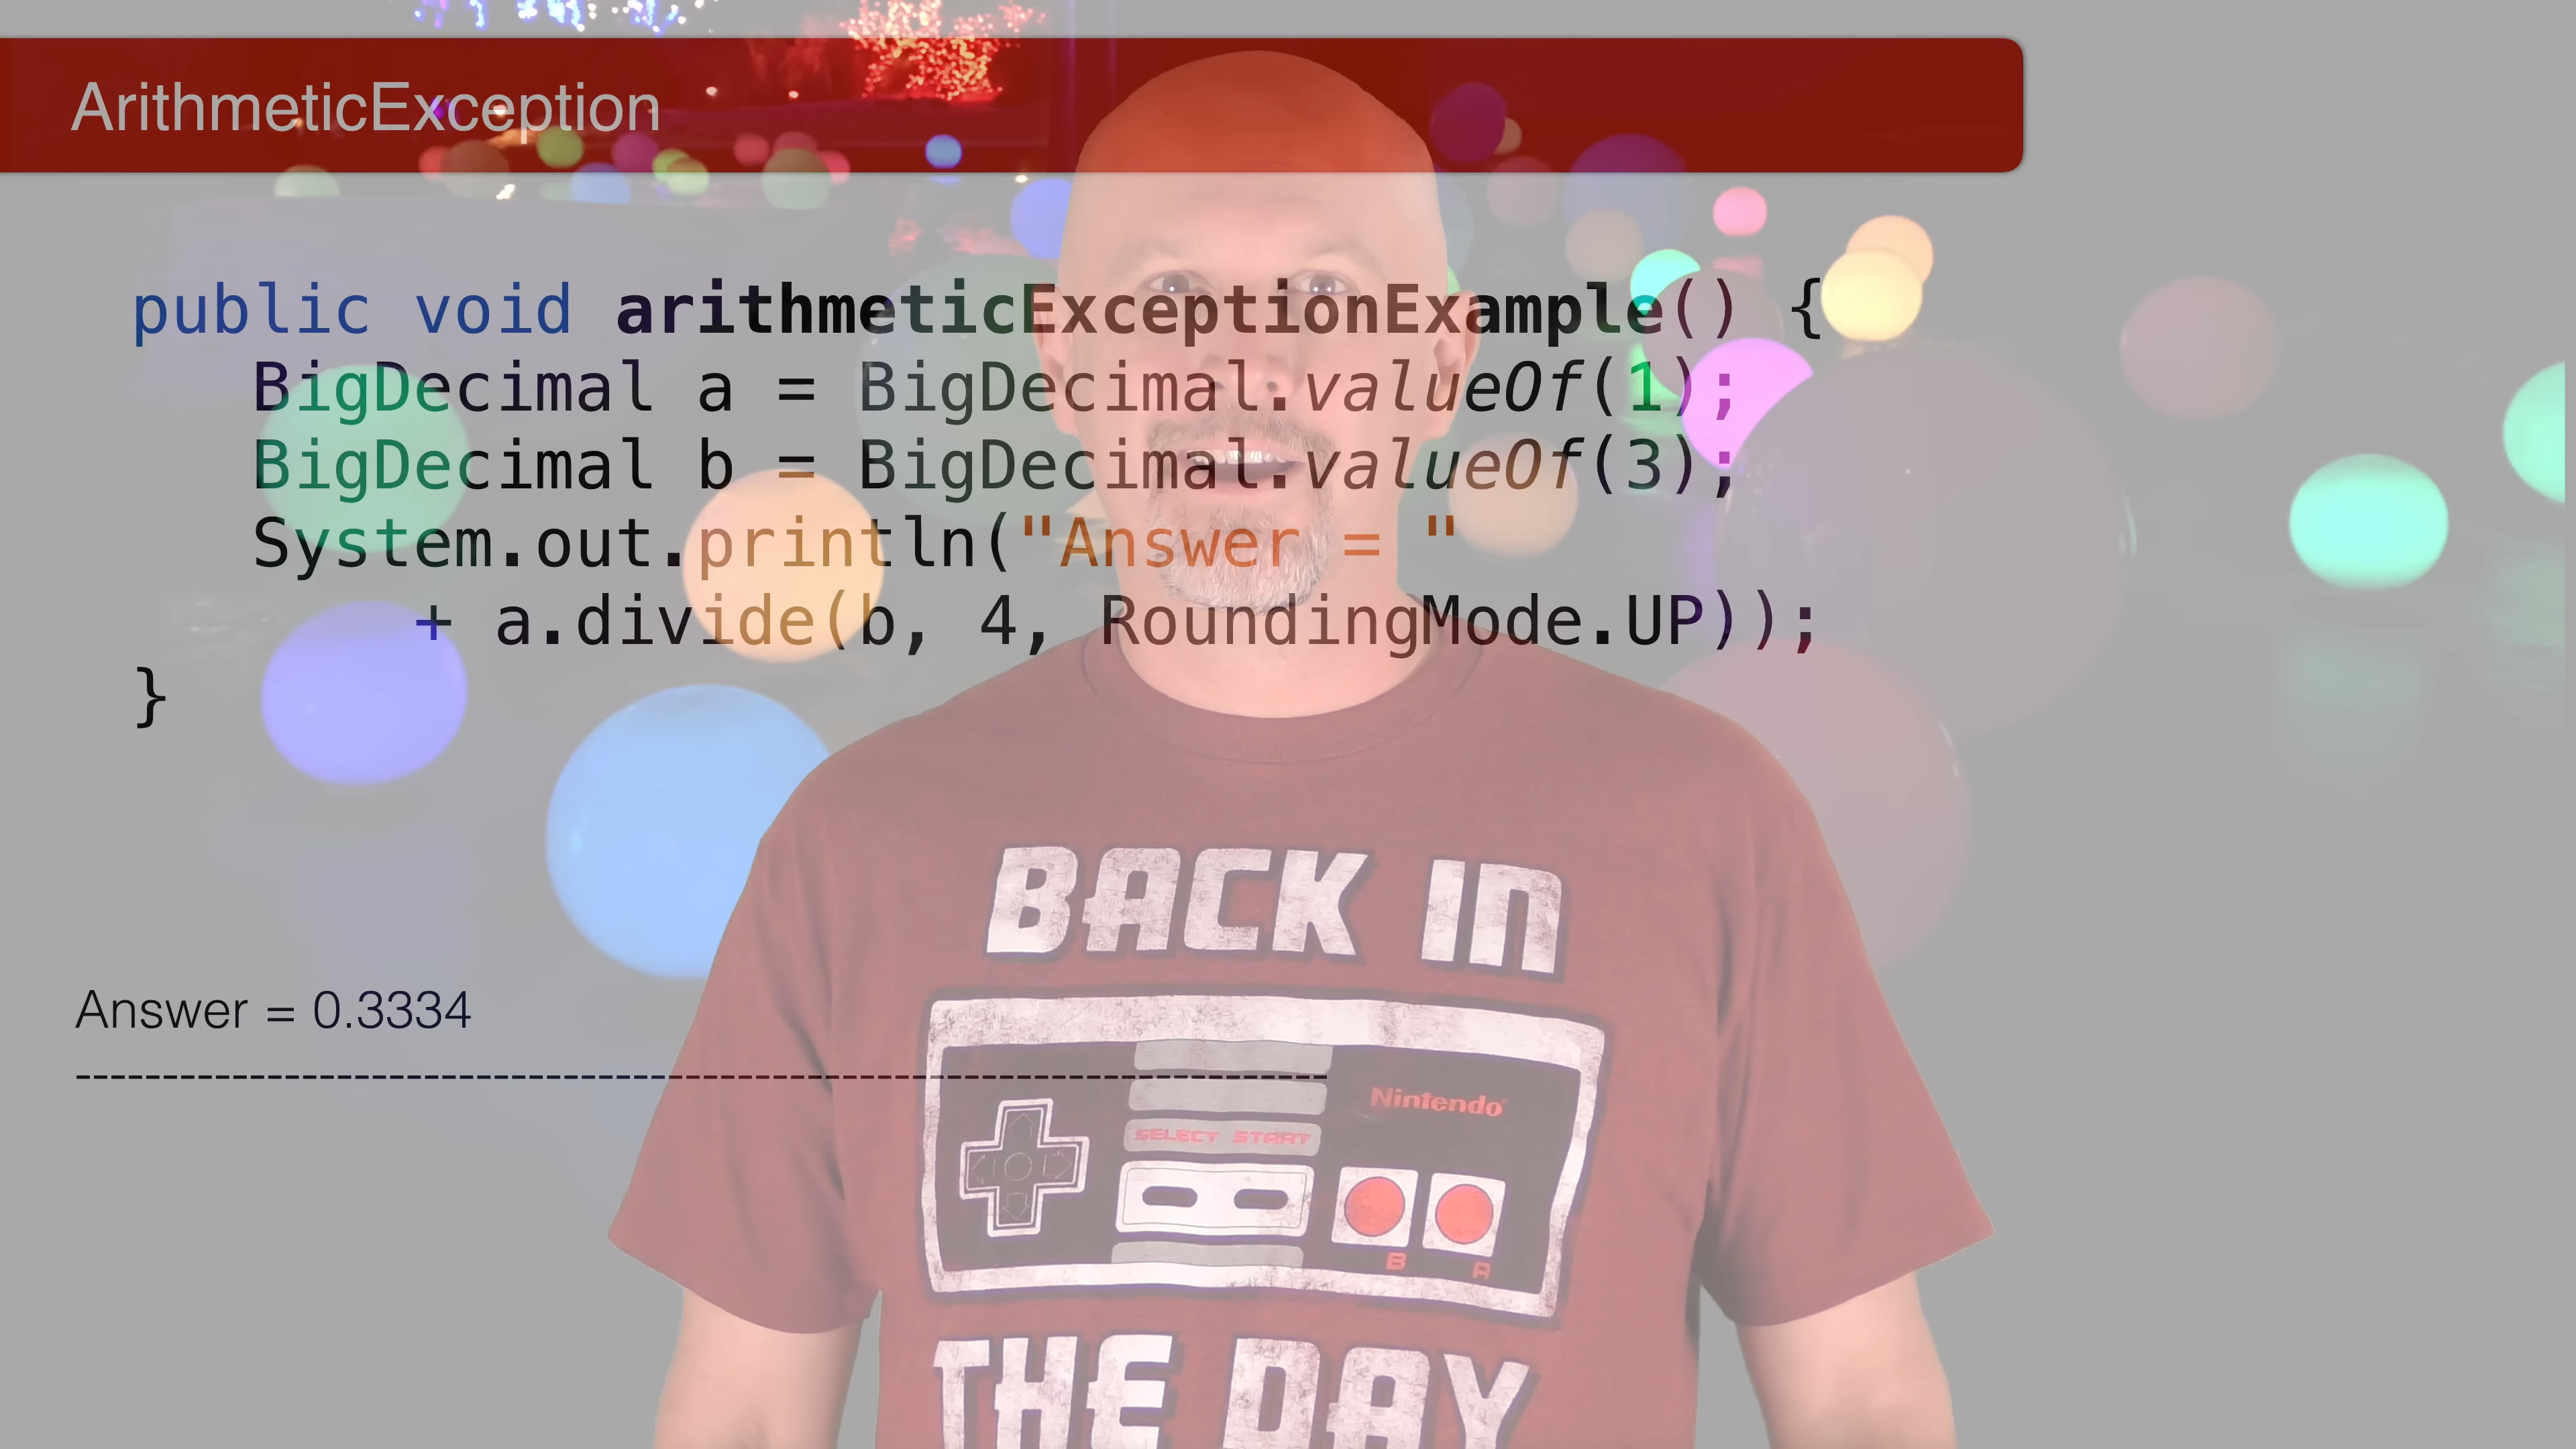 ArithmeticException
public void arithmeticExceptionExample() {
BigDecimal a = BigDecimal.valueOf(1);
BigDecimal b = BigDecimal.valueOf(3);
System.out.println("Answer = "
+ a.divide(b, 4, RoundingMode.UP));
}
Answer = 0.3334
------------------------------------------------------------------------
BACK IN
Nintendo
SELECT START
B A
THE DAY